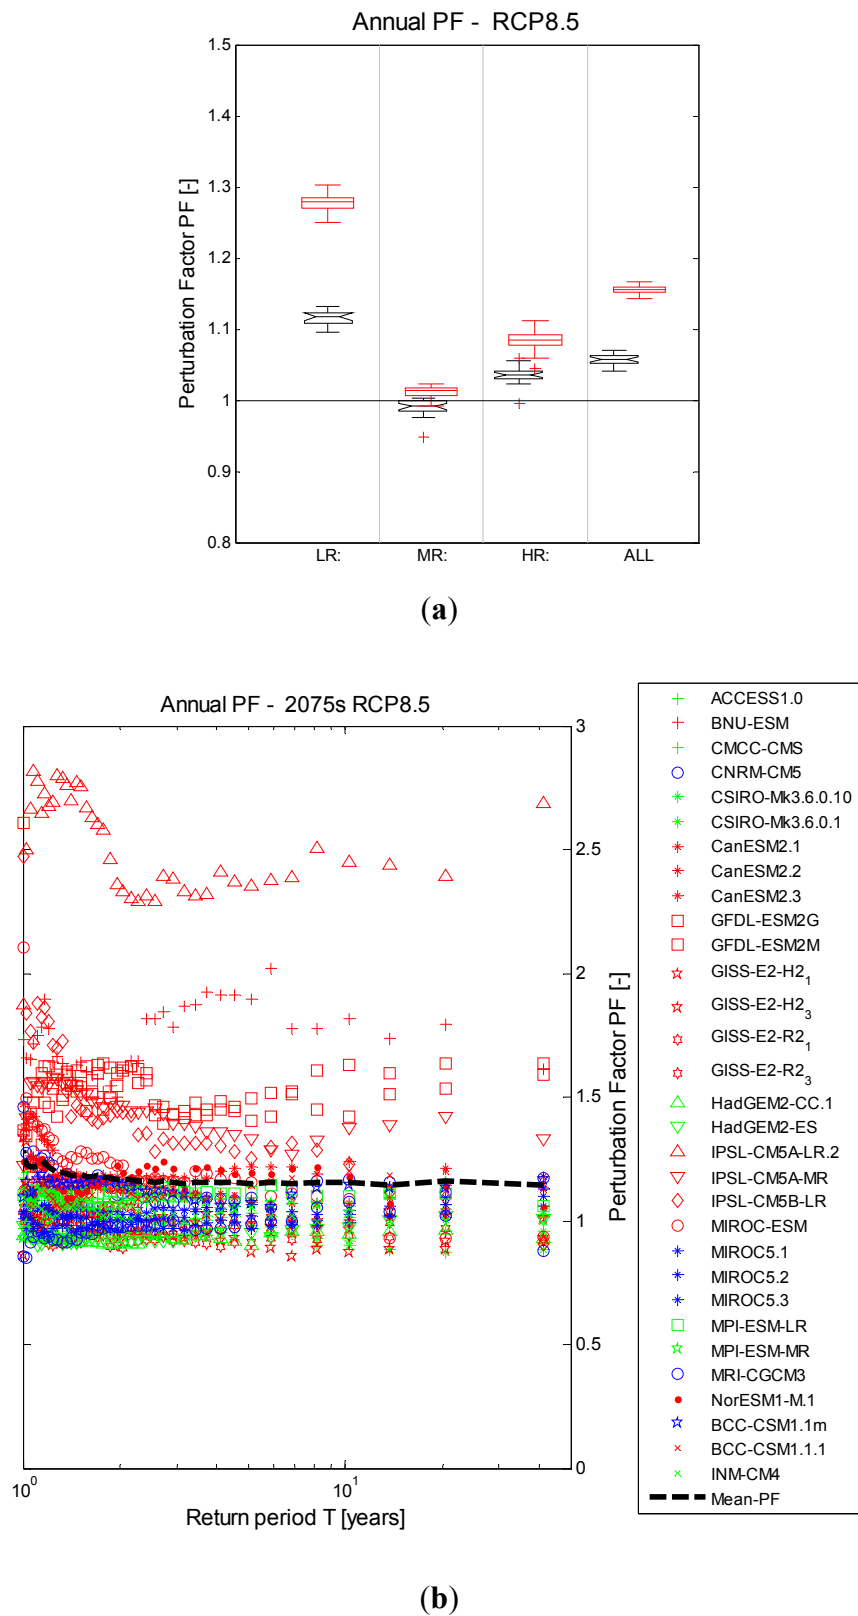 Annual PF - RCP8.5
Perturbation Factor PF [-]
1.5
1.4
1.3
1.2
1.1
1
0.9
0.8
LR:
MR:
HR:
ALL
(a)
Annual PF - 2075s RCP8.5
3
2.5
2
1.5
1
0.5
0
Perturbation Factor PF [-]
10^0
10^1
Return period T [years]
ACCESS1.0
BNU-ESM
CMCC-CMS
CNRM-CM5
CSIRO-Mk3.6.0.10
CSIRO-Mk3.6.0.1
CanESM2.1
CanESM2.2
CanESM2.3
GFDL-ESM2G
GFDL-ESM2M
GISS-E2-H2_1
GISS-E2-H2_3
GISS-E2-R2_1
GISS-E2-R2_3
HadGEM2-CC.1
HadGEM2-ES
IPSL-CM5A-LR.2
IPSL-CM5A-MR
IPSL-CM5B-LR
MIROC-ESM
MIROC5.1
MIROC5.2
MIROC5.3
MPI-ESM-LR
MPI-ESM-MR
MRI-CGCM3
NorESM1-M.1
BCC-CSM1.1m
BCC-CSM1.1.1
INM-CM4
Mean-PF
(b)